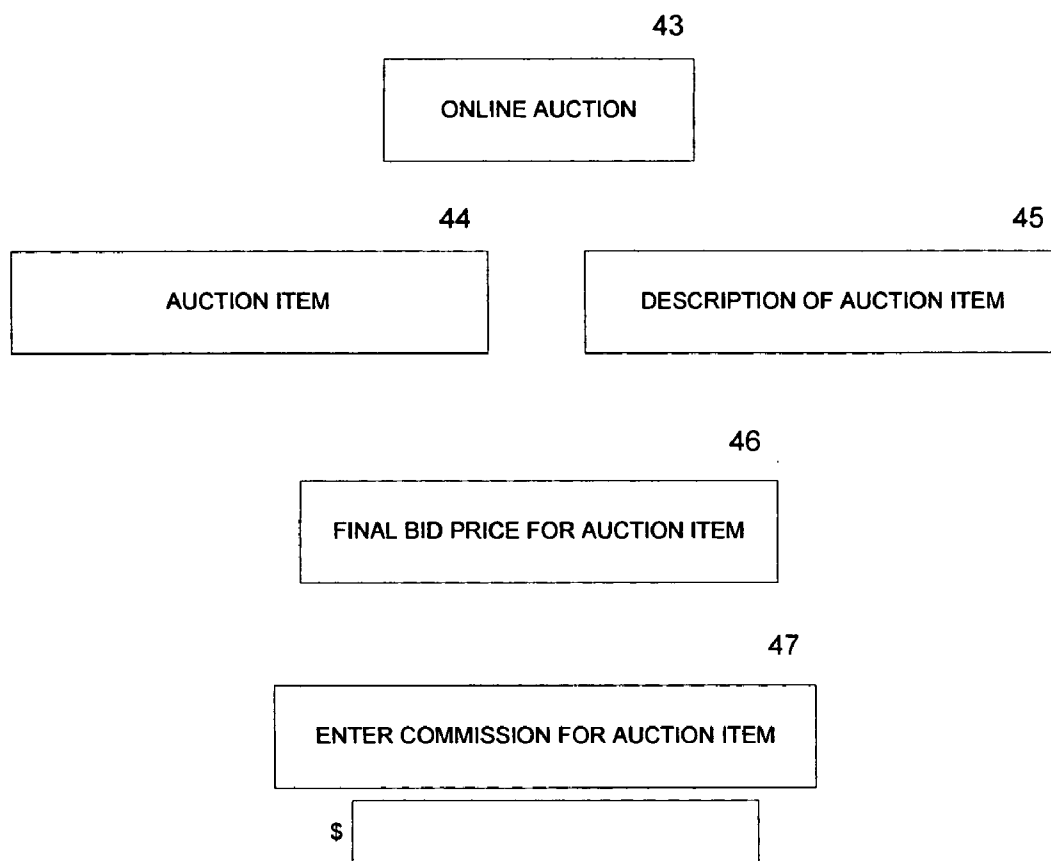 43
ONLINE AUCTION
44
45
AUCTION ITEM
DESCRIPTION OF AUCTION ITEM
46
FINAL BID PRICE FOR AUCTION ITEM
47
ENTER COMMISSION FOR AUCTION ITEM
$